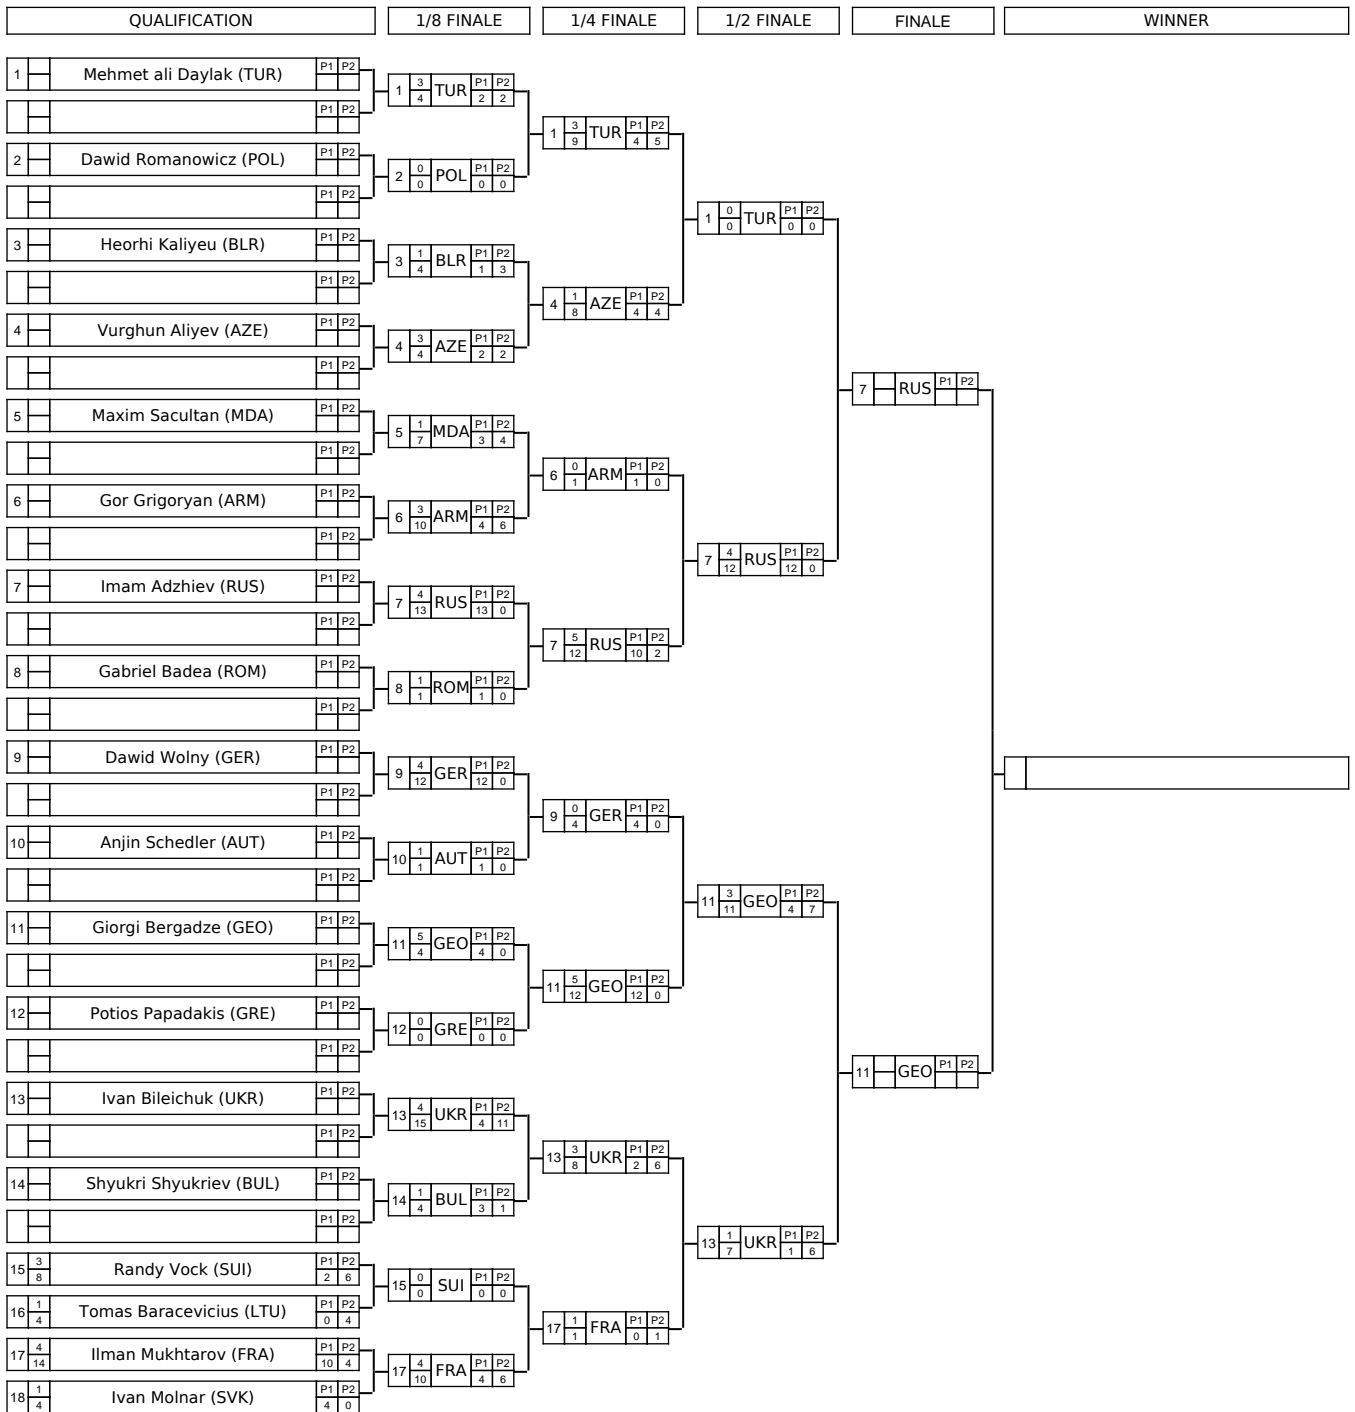 QUALIFICATION 1/8 FINALE 1/4 FINALE 1/2 FINALE FINALE WINNER
1 Mehmet ali Daylak (TUR) P1 P2
P1 P2
2 Dawid Romanowicz (POL) P1 P2
P1 P2
3 Heorhi Kaliyeu (BLR) P1 P2
P1 P2
4 Vurghun Aliyev (AZE) P1 P2
P1 P2
5 Maxim Sacultan (MDA) P1 P2
P1 P2
6 Gor Grigoryan (ARM) P1 P2
P1 P2
7 Imam Adzhiev (RUS) P1 P2
P1 P2
8 Gabriel Badea (ROM) P1 P2
P1 P2
9 Dawid Wolny (GER) P1 P2
P1 P2
10 Anjin Schedler (AUT) P1 P2
P1 P2
11 Giorgi Bergadze (GEO) P1 P2
P1 P2
12 Potios Papadakis (GRE) P1 P2
P1 P2
13 Ivan Bileichuk (UKR) P1 P2
P1 P2
14 Shyukri Shyukriev (BUL) P1 P2
P1 P2
15 3 Randy Vock (SUI) P1 P2
8 2 6
16 1 Tomas Baracevicius (LTU) P1 P2
4 0 4
17 4 Ilman Mukhtarov (FRA) P1 P2
14 10 4
18 1 Ivan Molnar (SVK) P1 P2
4 4 0
1 3 TUR P1 P2
4 2 2
2 0 POL P1 P2
0 0 0
3 1 BLR P1 P2
4 1 3
4 3 AZE P1 P2
4 2 2
5 1 MDA P1 P2
7 3 4
6 3 ARM P1 P2
10 4 6
7 4 RUS P1 P2
13 13 0
8 1 ROM P1 P2
1 1 0
9 4 GER P1 P2
12 12 0
10 1 AUT P1 P2
1 1 0
11 5 GEO P1 P2
4 4 0
12 0 GRE P1 P2
0 0 0
13 4 UKR P1 P2
15 4 11
14 1 BUL P1 P2
4 3 1
15 0 SUI P1 P2
0 0 0
17 4 FRA P1 P2
10 4 6
1 3 TUR P1 P2
9 4 5
4 1 AZE P1 P2
8 4 4
6 0 ARM P1 P2
1 1 0
7 5 RUS P1 P2
12 10 2
9 0 GER P1 P2
4 4 0
11 5 GEO P1 P2
12 12 0
13 3 UKR P1 P2
8 2 6
17 1 FRA P1 P2
1 0 1
1 0 TUR P1 P2
0 0 0
7 4 RUS P1 P2
12 12 0
11 3 GEO P1 P2
11 4 7
13 1 UKR P1 P2
7 1 6
7 RUS P1 P2
11 GEO P1 P2